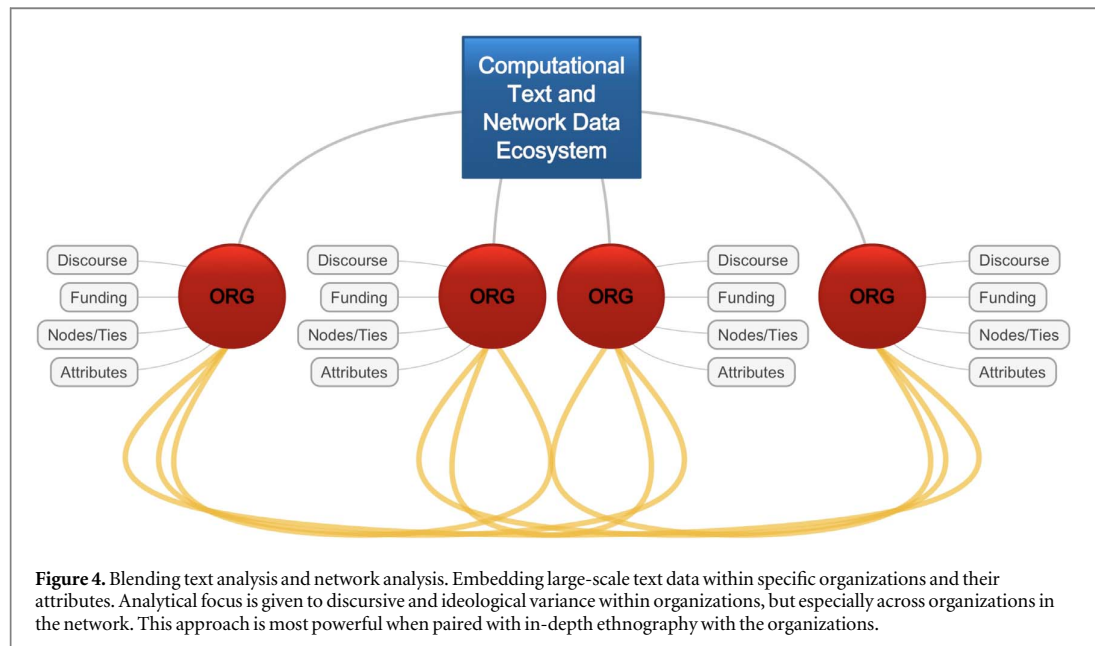 Computational
Text and
Network Data
Ecosystem
Discourse
Funding
Nodes/Ties
Attributes
ORG
Discourse
Funding
Nodes/Ties
Attributes
ORG
ORG
Discourse
Funding
Nodes/Ties
Attributes
ORG
Discourse
Funding
Nodes/Ties
Attributes
Figure 4. Blending text analysis and network analysis. Embedding large-scale text data within specific organizations and their
attributes. Analytical focus is given to discursive and ideological variance within organizations, but especially across organizations in
the network. This approach is most powerful when paired with in-depth ethnography with the organizations.